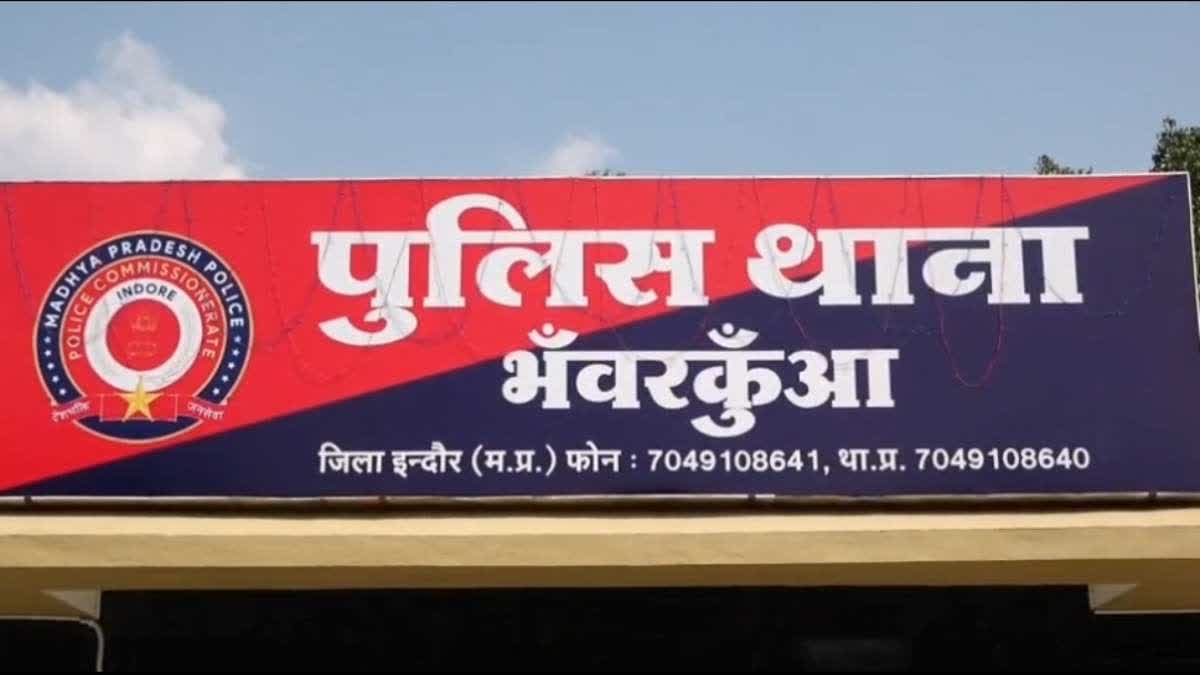 MADHYA PRADESH POLICE
POLICE COMMISSIONERATE
INDORE
देशभक्ति जनसेवा
पुलिस थाना
भँवरकुँआ
जिला इन्दौर (म.प्र.) फोन : 7049108641, था.प्र. 7049108640